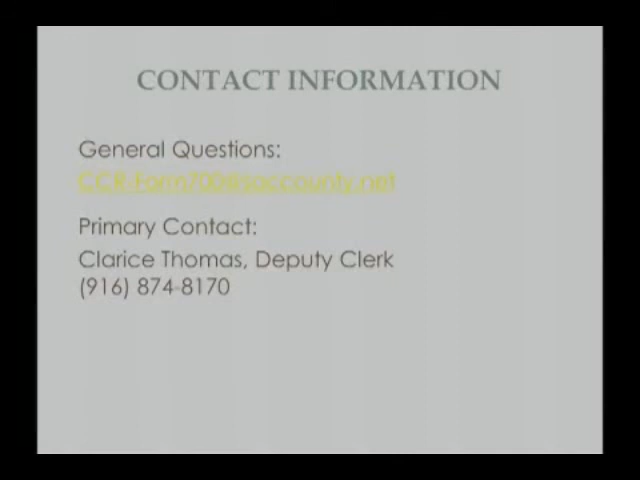 CONTACT INFORMATION
General Questions:
CCR-Form700@saccounty.net
Primary Contact:
Clarice Thomas, Deputy Clerk
(916) 874-8170